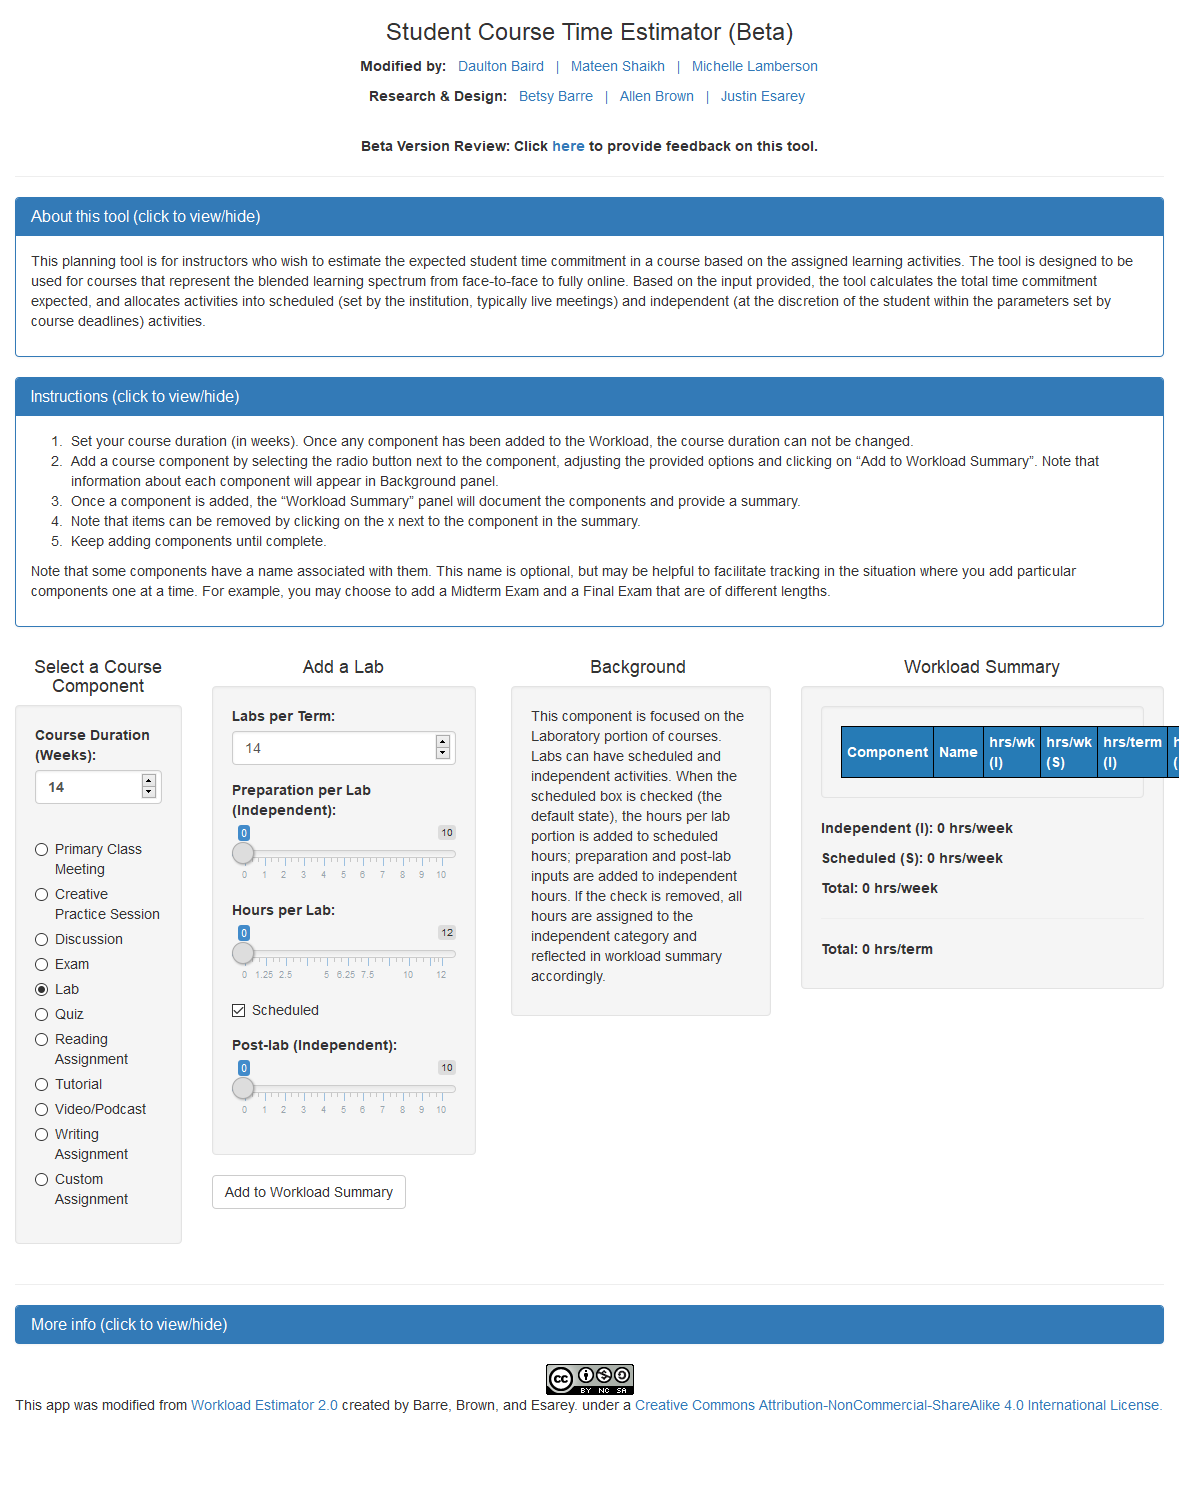 Student Course Time Estimator (Beta)
Modified by: Daulton Baird | Mateen Shaikh | Michelle Lamberson
Research & Design: Betsy Barre | Allen Brown | Justin Esarey
Beta Version Review: Click here to provide feedback on this tool.
About this tool (click to view/hide)
This planning tool is for instructors who wish to estimate the expected student time commitment in a course based on the assigned learning activities. The tool is designed to be
used for courses that represent the blended learning spectrum from face-to-face to fully online. Based on the input provided, the tool calculates the total time commitment
expected, and allocates activities into scheduled (set by the institution, typically live meetings) and independent (at the discretion of the student within the parameters set by
course deadlines) activities.
Instructions (click to view/hide)
1. Set your course duration (in weeks). Once any component has been added to the Workload, the course duration can not be changed.
2. Add a course component by selecting the radio button next to the component, adjusting the provided options and clicking on “Add to Workload Summary”. Note that
information about each component will appear in Background panel.
3. Once a component is added, the “Workload Summary” panel will document the components and provide a summary.
4. Note that items can be removed by clicking on the x next to the component in the summary.
5. Keep adding components until complete.
Note that some components have a name associated with them. This name is optional, but may be helpful to facilitate tracking in the situation where you add particular
components one at a time. For example, you may choose to add a Midterm Exam and a Final Exam that are of different lengths.
Select a Course
Component
Course Duration
(Weeks):
14
Primary Class
Meeting
Creative
Practice Session
Discussion
Exam
Lab
Quiz
Reading
Assignment
Tutorial
Video/Podcast
Writing
Assignment
Custom
Assignment
Add a Lab
Labs per Term:
14
Preparation per Lab
(Independent):
0 10
0 1 2 3 4 5 6 7 8 9 10
Hours per Lab:
0 12
0 1.25 2.5 5 6.25 7.5 10 12
Scheduled
Post-lab (Independent):
0 10
0 1 2 3 4 5 6 7 8 9 10
Add to Workload Summary
Background
This component is focused on the
Laboratory portion of courses.
Labs can have scheduled and
independent activities. When the
scheduled box is checked (the
default state), the hours per lab
portion is added to scheduled
hours; preparation and post-lab
inputs are added to independent
hours. If the check is removed, all
hours are assigned to the
independent category and
reflected in workload summary
accordingly.
Workload Summary
Component Name hrs/wk hrs/wk hrs/term h
(I) (S) (I) (
Independent (I): 0 hrs/week
Scheduled (S): 0 hrs/week
Total: 0 hrs/week
Total: 0 hrs/term
More info (click to view/hide)
cc BY NC SA
This app was modified from Workload Estimator 2.0 created by Barre, Brown, and Esarey. under a Creative Commons Attribution-NonCommercial-ShareAlike 4.0 International License.